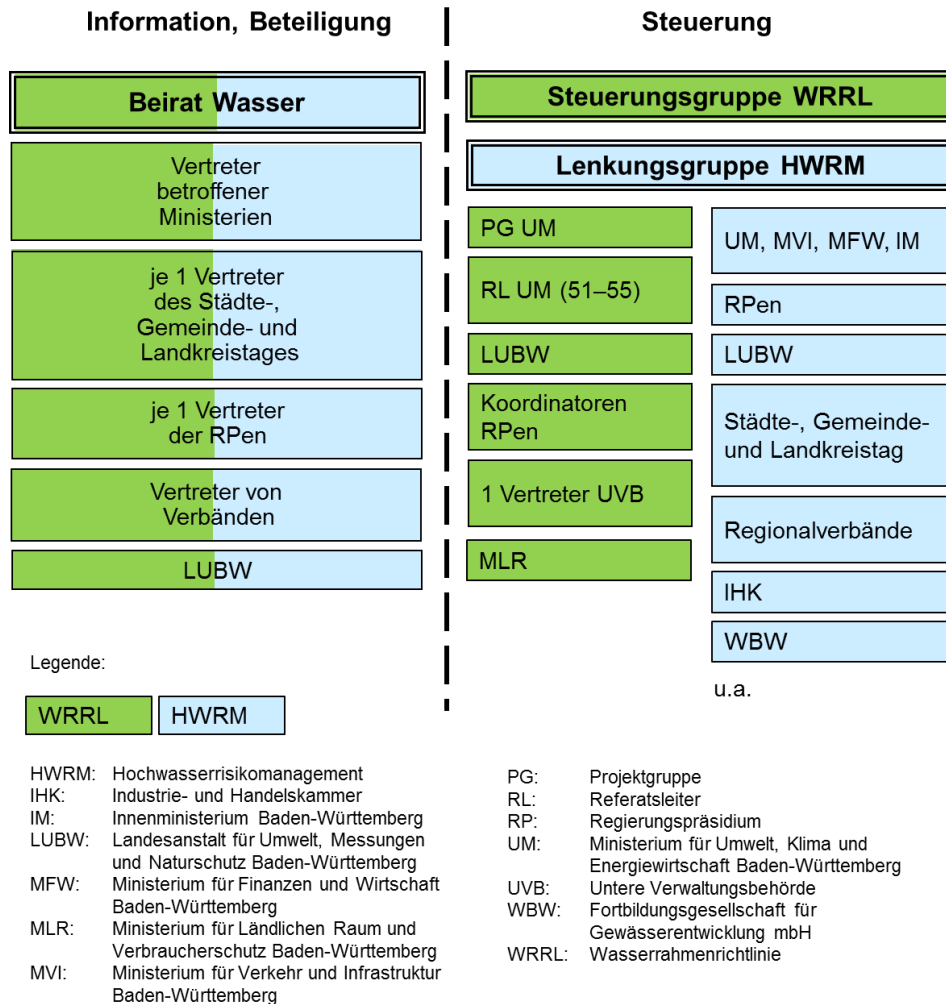 Information, Beteiligung
Beirat Wasser
Vertreter
betroffener
Ministerien
je 1 Vertreter
des Städte-,
Gemeinde- und
Landkreistages
je 1 Vertreter
der RPen
Vertreter von
Verbänden
LUBW
Steuerung
Steuerungsgruppe WRRL
Lenkungsgruppe HWRM
PG UM
RL UM (51–55)
LUBW
Koordinatoren
RPen
1 Vertreter UVB
MLR
UM, MVI, MFW, IM
RPen
LUBW
Städte-, Gemeinde-
und Landkreistag
Regionalverbände
IHK
WBW
u.a.
Legende:
WRRL
HWRM
HWRM: Hochwasserrisikomanagement
IHK: Industrie- und Handelskammer
IM: Innenministerium Baden-Württemberg
LUBW: Landesanstalt für Umwelt, Messungen
und Naturschutz Baden-Württemberg
MFW: Ministerium für Finanzen und Wirtschaft
Baden-Württemberg
MLR: Ministerium für Ländlichen Raum und
Verbraucherschutz Baden-Württemberg
MVI: Ministerium für Verkehr und Infrastruktur
Baden-Württemberg
PG: Projektgruppe
RL: Referatsleiter
RP: Regierungspräsidium
UM: Ministerium für Umwelt, Klima und
Energiewirtschaft Baden-Württemberg
UVB: Untere Verwaltungsbehörde
WBW: Fortbildungsgesellschaft für
Gewässerentwicklung mbH
WRRL: Wasserrahmenrichtlinie